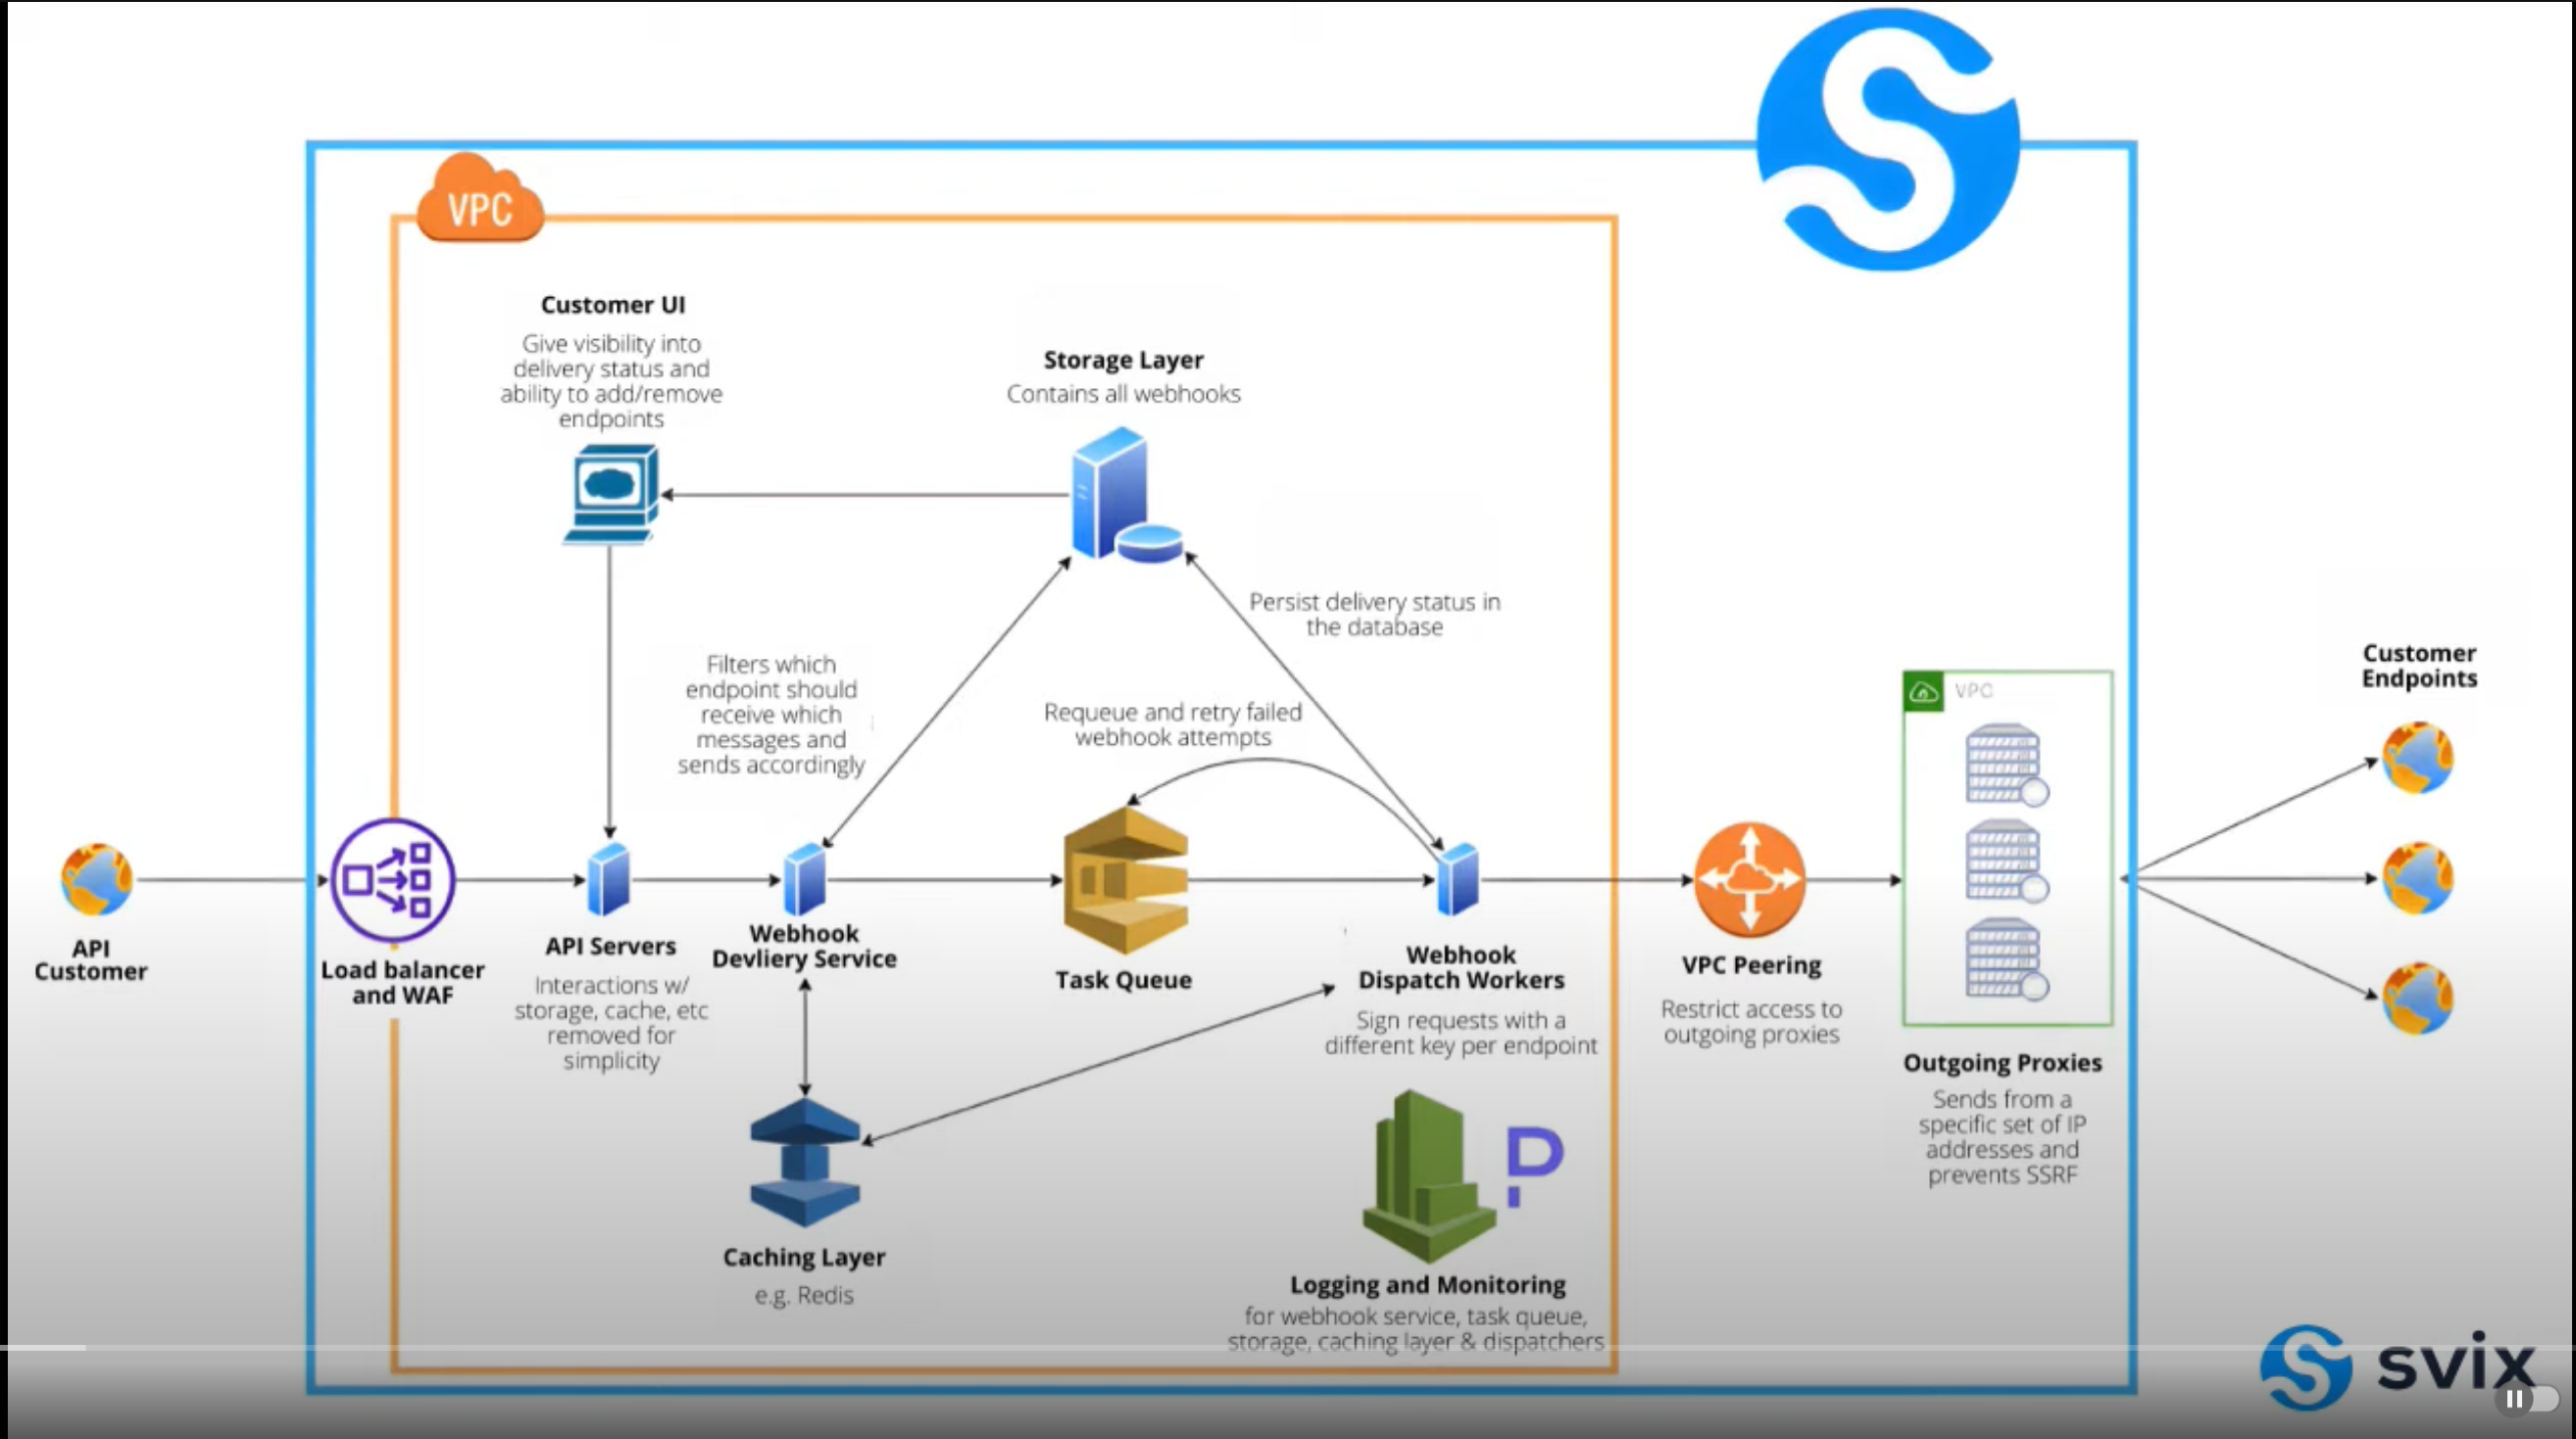 VPC
Customer UI
Give visibility into
delivery status and
ability to add/remove
endpoints
Storage Layer
Contains all webhooks
Persist delivery status in
the database
Filters which
endpoint should
receive which
messages and
sends accordingly
Requeue and retry failed
webhook attempts
API
Customer
Load balancer
and WAF
API Servers
Interactions w/
storage, cache, etc
removed for
simplicity
Webhook
Devliery Service
Task Queue
Webhook
Dispatch Workers
Sign requests with a
different key per endpoint
VPC Peering
Restrict access to
outgoing proxies
VPC
Outgoing Proxies
Sends from a
specific set of IP
addresses and
prevents SSRF
Customer
Endpoints
Caching Layer
e.g. Redis
Logging and Monitoring
for webhook service, task queue,
storage, caching layer & dispatchers
svix